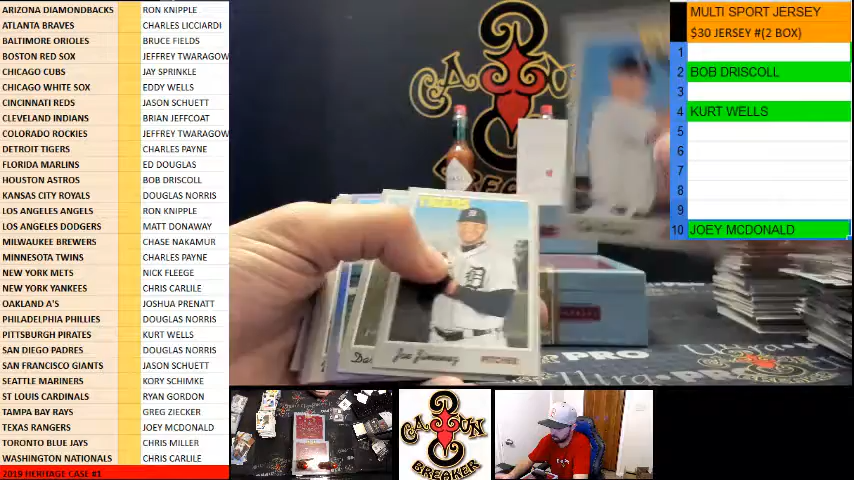 ARIZONA DIAMONDBACKS RON KNIPPLE
ATLANTA BRAVES CHARLES LICCIARDI
BALTIMORE ORIOLES BRUCE FIELDS
BOSTON RED SOX JEFFREY TWARAGOW
CHICAGO CUBS JAY SPRINKLE
CHICAGO WHITE SOX EDDY WELLS
CINCINNATI REDS JASON SCHUETT
CLEVELAND INDIANS BRIAN JEFFCOAT
COLORADO ROCKIES JEFFREY TWARAGOW
DETROIT TIGERS CHARLES PAYNE
FLORIDA MARLINS ED DOUGLAS
HOUSTON ASTROS BOB DRISCOLL
KANSAS CITY ROYALS DOUGLAS NORRIS
LOS ANGELES ANGELS RON KNIPPLE
LOS ANGELES DODGERS MATT DONAWAY
MILWAUKEE BREWERS CHASE NAKAMUR
MINNESOTA TWINS CHARLES PAYNE
NEW YORK METS NICK FLEEGE
NEW YORK YANKEES CHRIS CARLILE
OAKLAND A'S JOSHUA PRENATT
PHILADELPHIA PHILLIES DOUGLAS NORRIS
PITTSBURGH PIRATES KURT WELLS
SAN DIEGO PADRES DOUGLAS NORRIS
SAN FRANCISCO GIANTS JASON SCHUETT
SEATTLE MARINERS KORY SCHIMKE
ST LOUIS CARDINALS RYAN GORDON
TAMPA BAY RAYS GREG ZIECKER
TEXAS RANGERS JOEY MCDONALD
TORONTO BLUE JAYS CHRIS MILLER
WASHINGTON NATIONALS CHRIS CARLILE
2019 HERITAGE CASE #1
MULTI SPORT JERSEY
$30 JERSEY #(2 BOX)
1
2 BOB DRISCOLL
3
4 KURT WELLS
5
6
7
8
9
10 JOEY MCDONALD
CAJUN
TIGERS
Joe Jimenez PITCHER
PRO
CAJUN
BREAKER